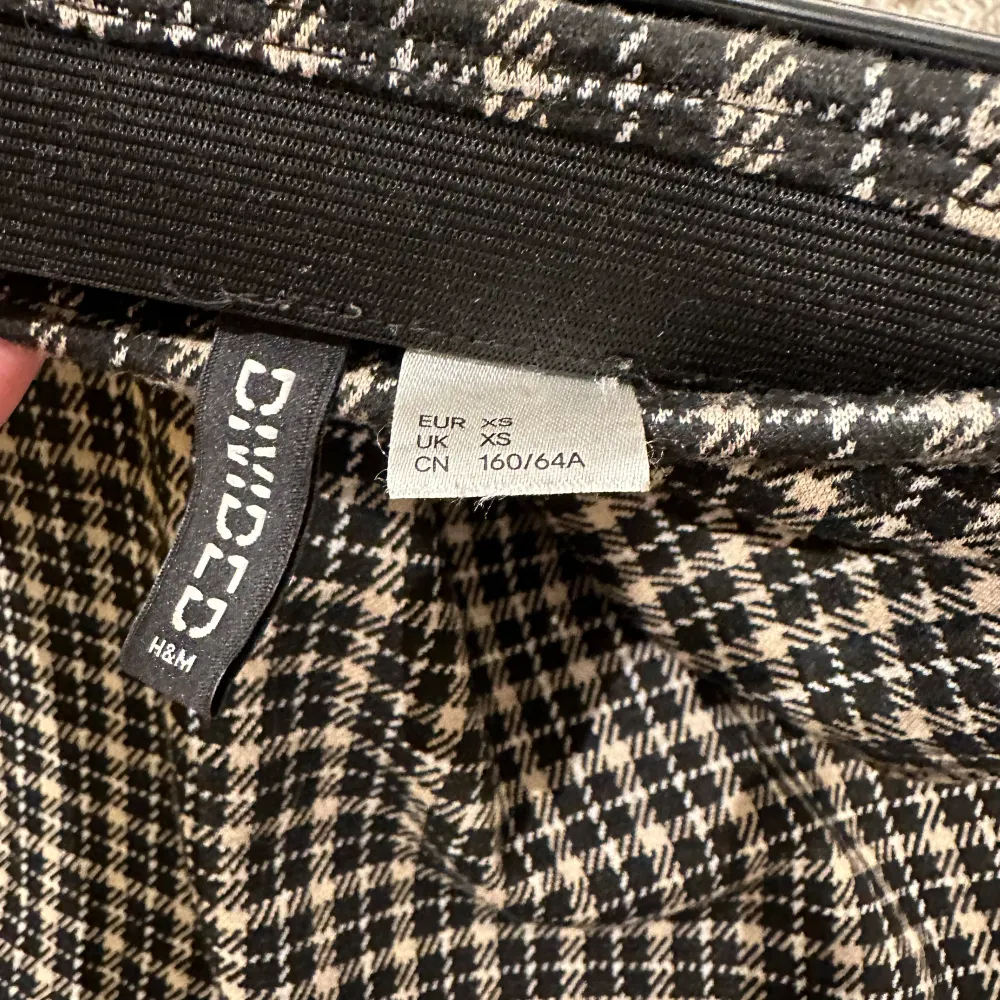 DIVIDED
H&M
EUR XS
UK XS
CN 160/64A